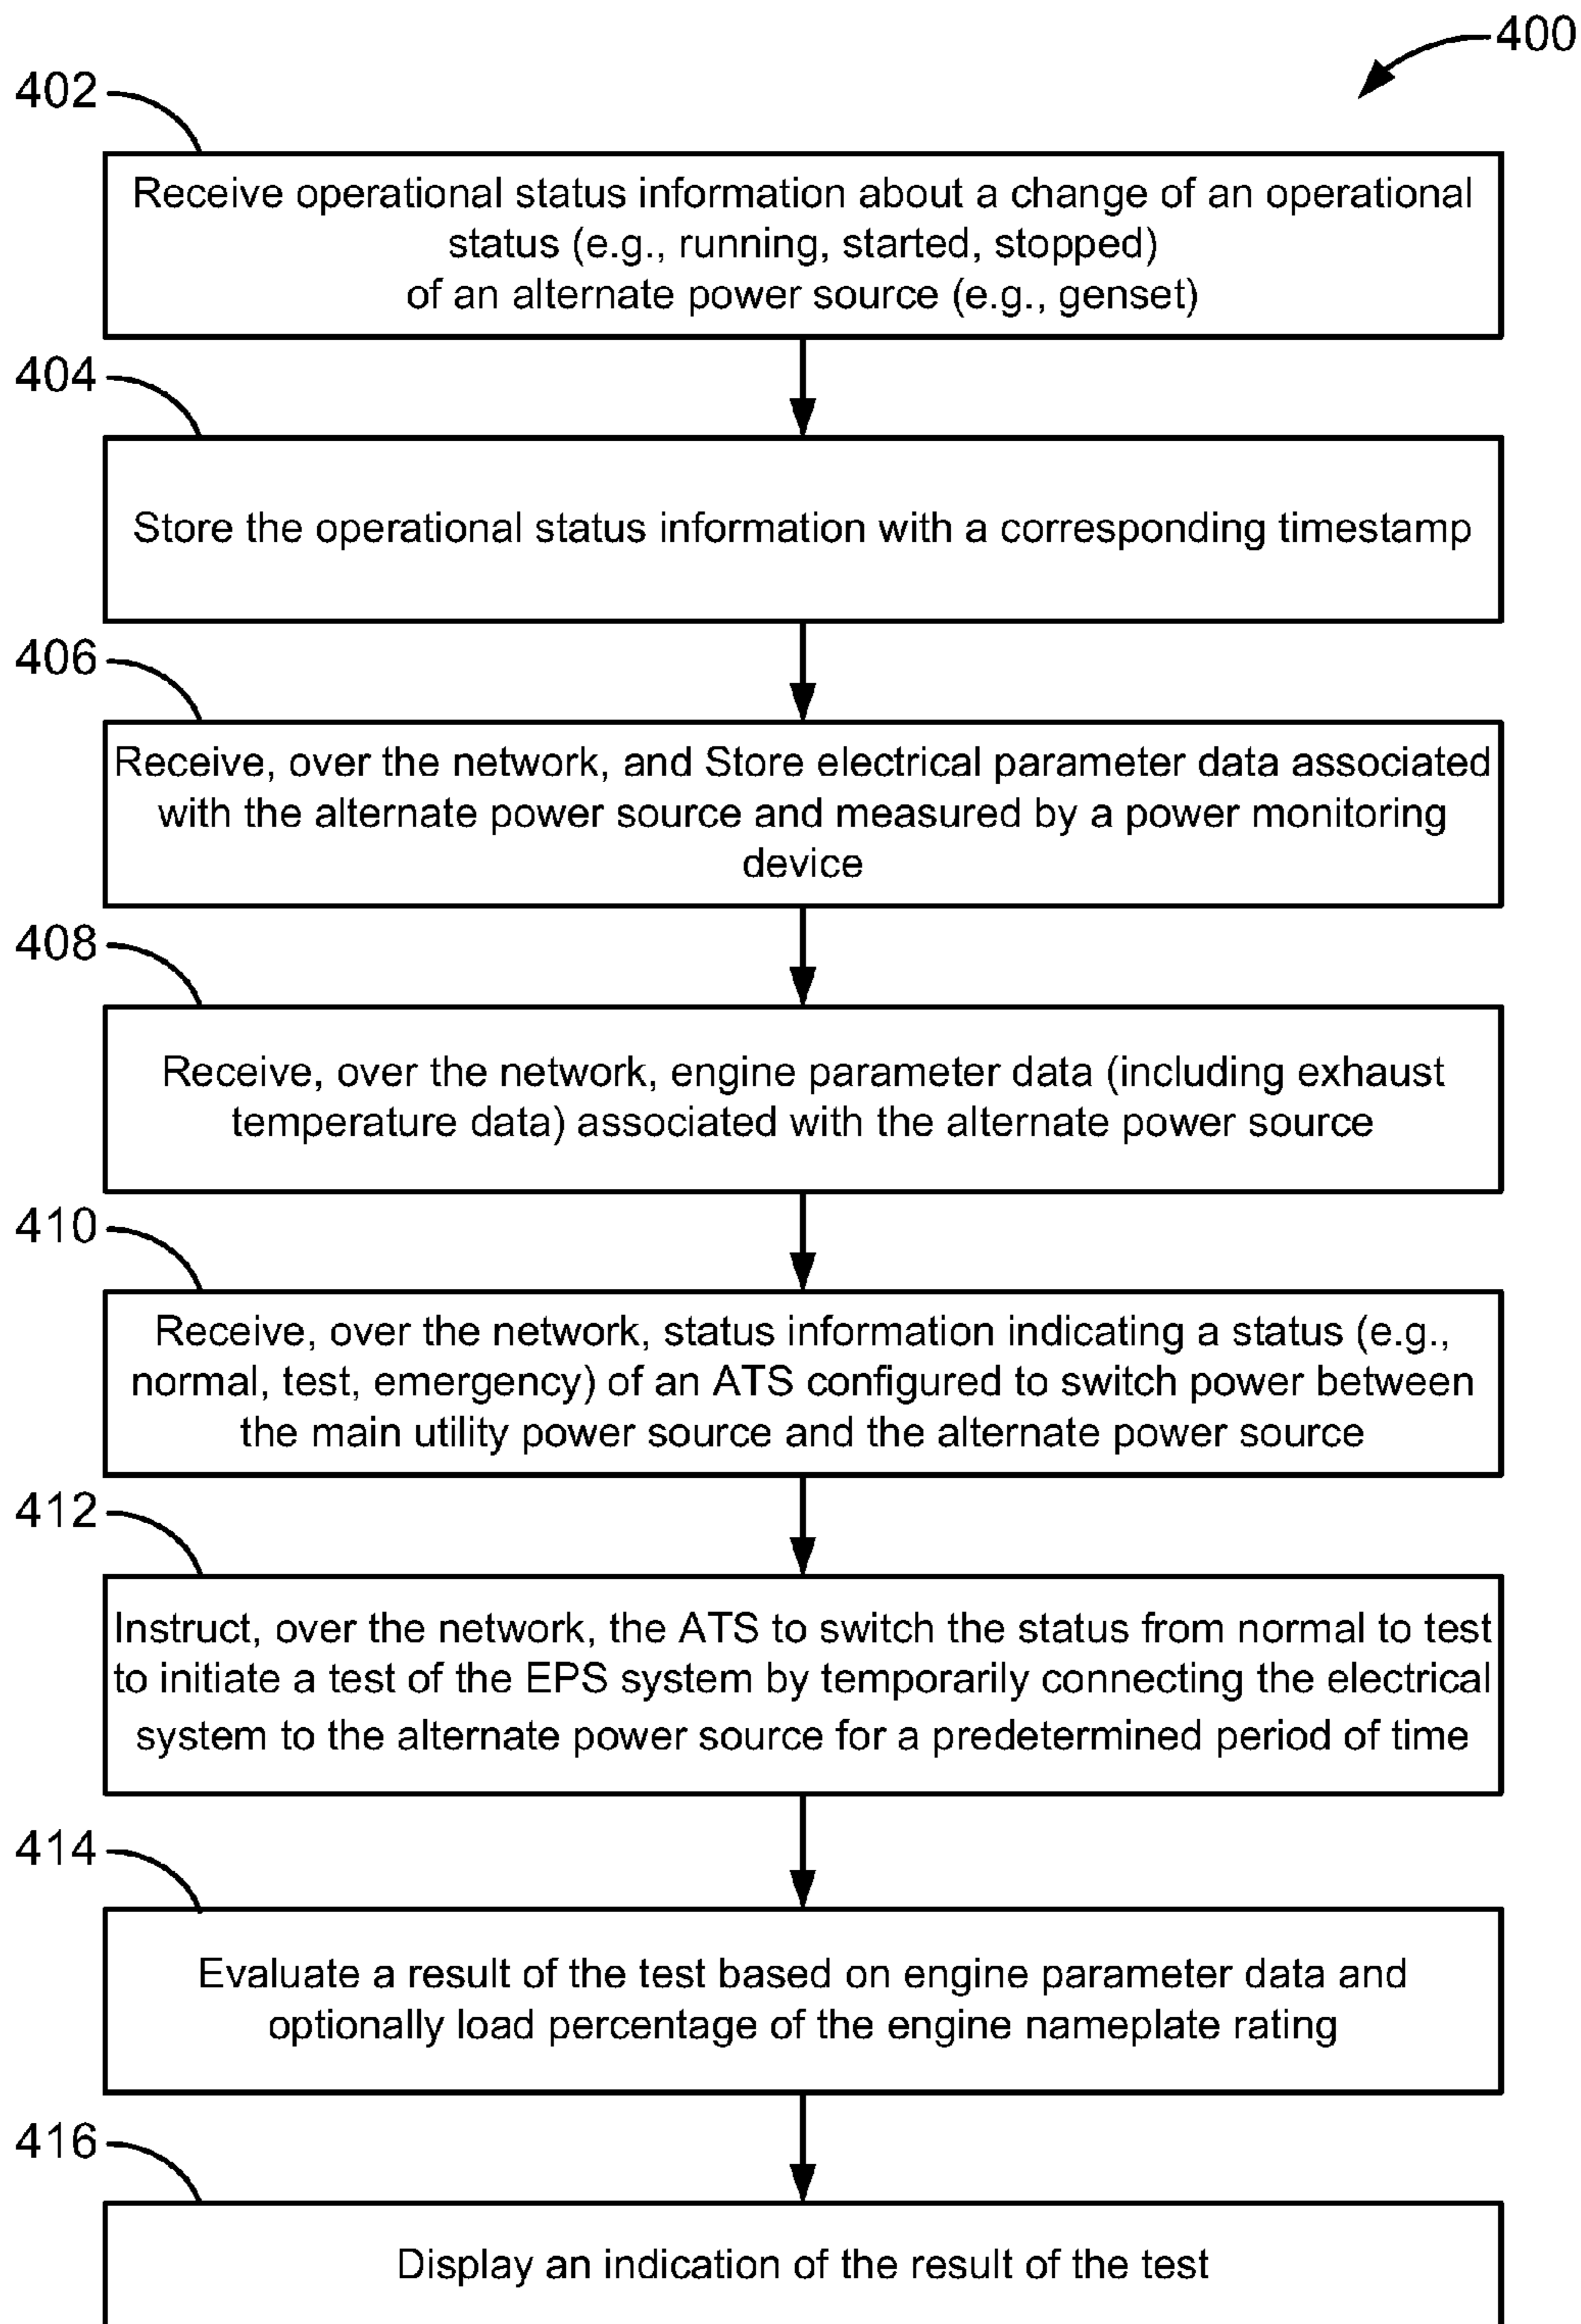 400
402
Receive operational status information about a change of an operational
status (e.g., running, started, stopped)
of an alternate power source (e.g., genset)
404
Store the operational status information with a corresponding timestamp
406
Receive, over the network, and Store electrical parameter data associated
with the alternate power source and measured by a power monitoring
device
408
Receive, over the network, engine parameter data (including exhaust
temperature data) associated with the alternate power source
410
Receive, over the network, status information indicating a status (e.g.,
normal, test, emergency) of an ATS configured to switch power between
the main utility power source and the alternate power source
412
Instruct, over the network, the ATS to switch the status from normal to test
to initiate a test of the EPS system by temporarily connecting the electrical
system to the alternate power source for a predetermined period of time
414
Evaluate a result of the test based on engine parameter data and
optionally load percentage of the engine nameplate rating
416
Display an indication of the result of the test